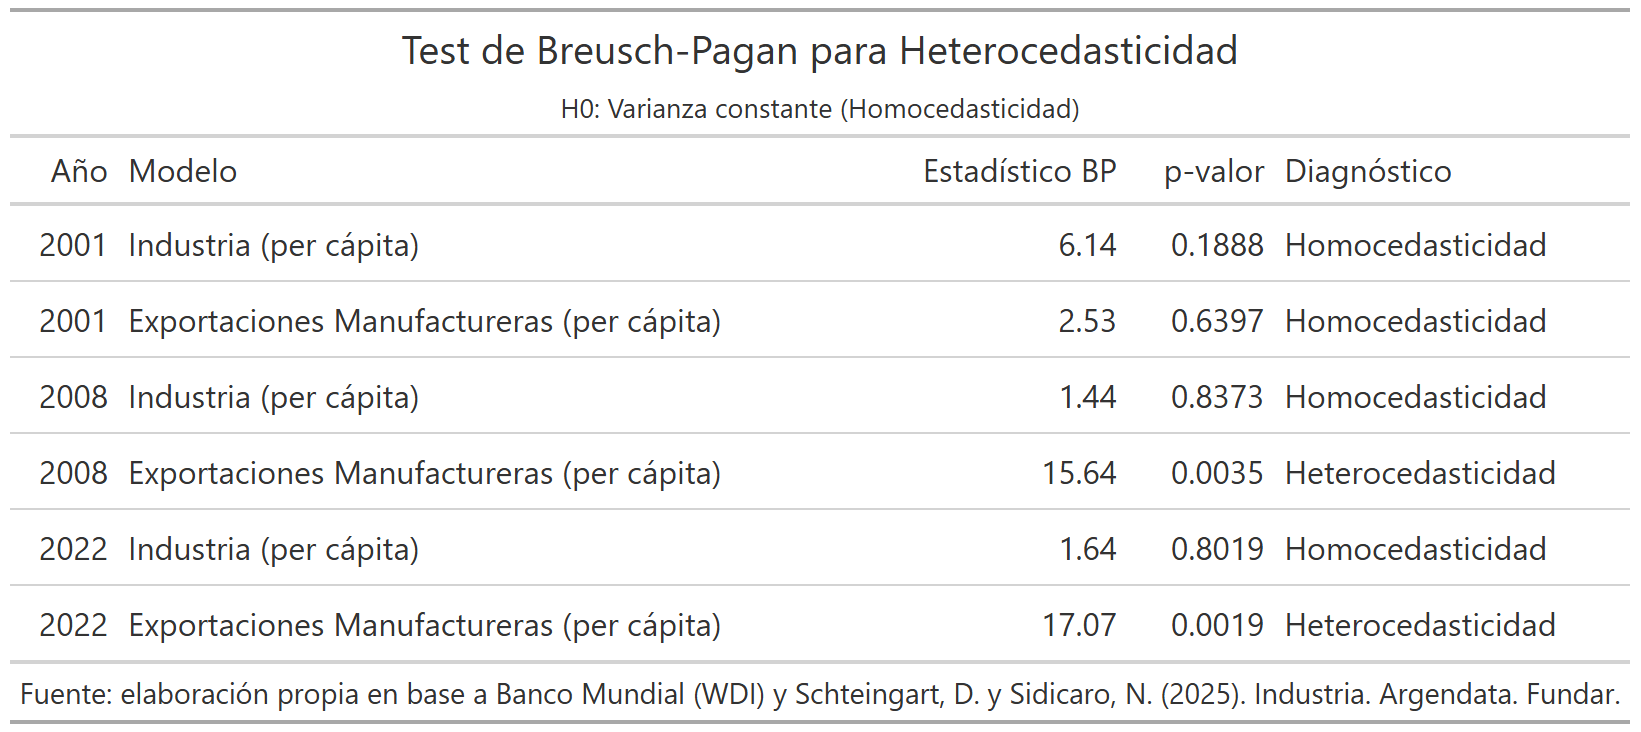 Test de Breusch-Pagan para Heterocedasticidad
H0: Varianza constante (Homocedasticidad)
Año Modelo Estadístico BP p-valor Diagnóstico
2001 Industria (per cápita) 6.14 0.1888 Homocedasticidad
2001 Exportaciones Manufactureras (per cápita) 2.53 0.6397 Homocedasticidad
2008 Industria (per cápita) 1.44 0.8373 Homocedasticidad
2008 Exportaciones Manufactureras (per cápita) 15.64 0.0035 Heterocedasticidad
2022 Industria (per cápita) 1.64 0.8019 Homocedasticidad
2022 Exportaciones Manufactureras (per cápita) 17.07 0.0019 Heterocedasticidad
Fuente: elaboración propia en base a Banco Mundial (WDI) y Schteingart, D. y Sidicaro, N. (2025). Industria. Argendata. Fundar.